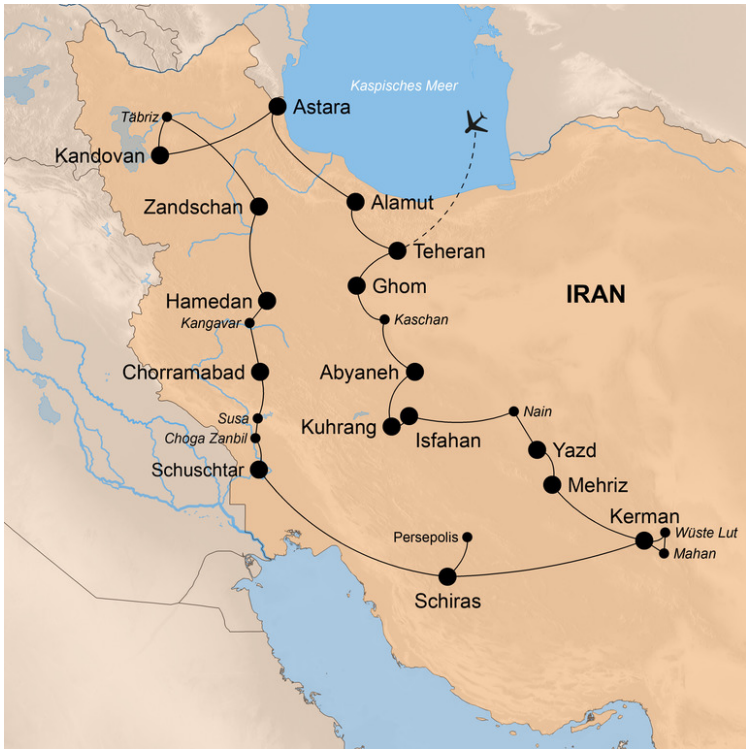 Kaspisches Meer
Astara
Täbriz
Kandovan
Zandschan
Alamut
Teheran
Ghom
IRAN
Hamedan
Kangavar
Kaschan
Chorramabad
Abyaneh
Susa
Nain
Kuhrang
Isfahan
Choga Zanbil
Yazd
Schuschtar
Mehriz
Kerman
Wüste Lut
Persepolis
Mahan
Schiras